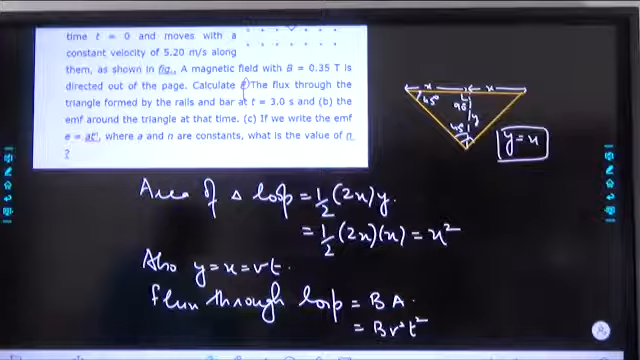 time t = 0 and moves with a
constant velocity of 5.20 m/s along
them, as shown in fig.. A magnetic field with B = 0.35 T is
directed out of the page. Calculate The flux through the
triangle formed by the rails and bar at t = 3.0 s and (b) the
emf around the triangle at that time. (c) If we write the emf
e = atⁿ, where a and n are constants, what is the value of n
?
x x
45° 90
45° y
y = x
Area of Δ loop = 1/2 (2x) y.
= 1/2 (2x)(x) = x²
Also y = x = vt.
flux through loop = B A.
= B v² t²